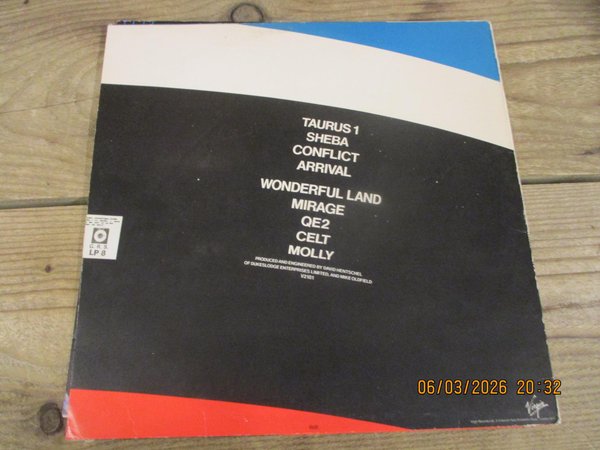 TAURUS 1
SHEBA
CONFLICT
ARRIVAL
WONDERFUL LAND
MIRAGE
QE2
CELT
MOLLY
PRODUCED AND ENGINEERED BY DAVID HENTSCHEL
OF DUKESLODGE ENTERPRISES LIMITED, AND MIKE OLDFIELD
V2181
G.R.S.
LP 8
Virgin
06/03/2026 20:32